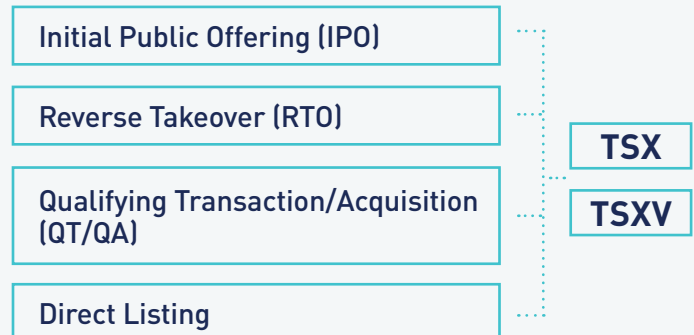 Initial Public Offering (IPO)
Reverse Takeover (RTO)
Qualifying Transaction/Acquisition
(QT/QA)
Direct Listing
TSX
TSXV